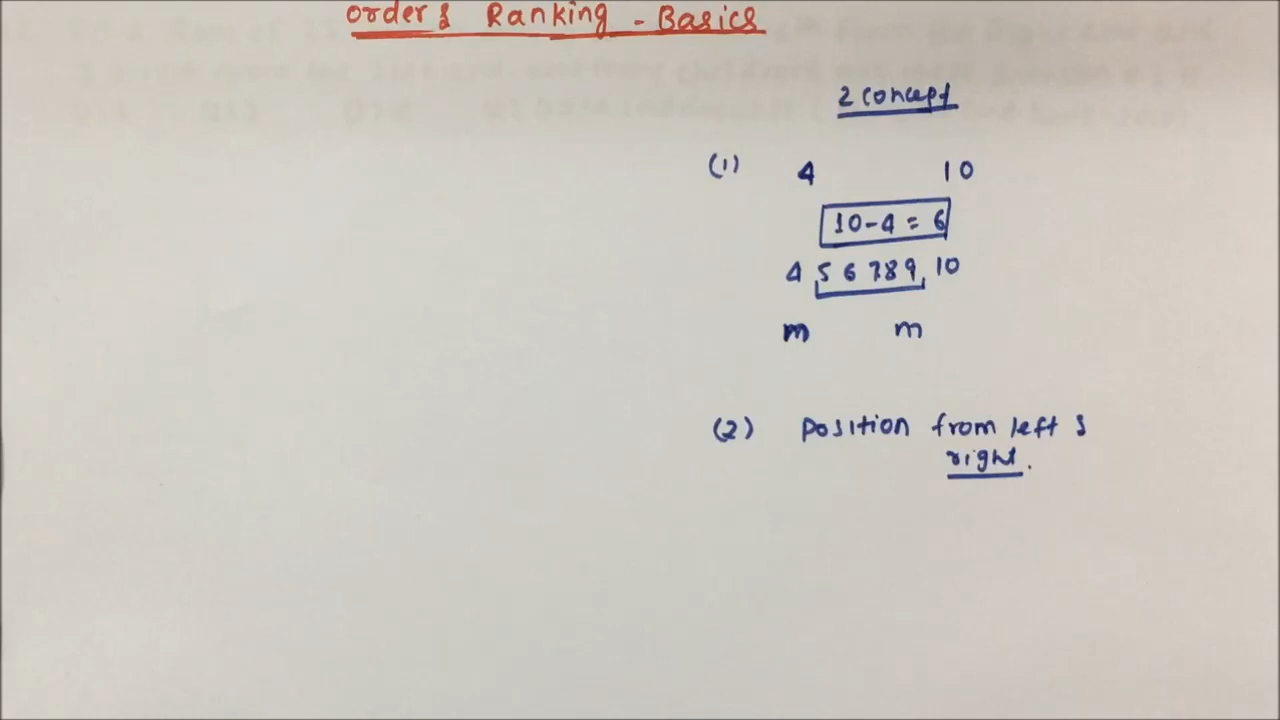 Order & Ranking - Basics
2 concept
(1) 4 10
10-4 = 6
4 5 6 7 8 9 10
m m
(2) Position from left &
right.